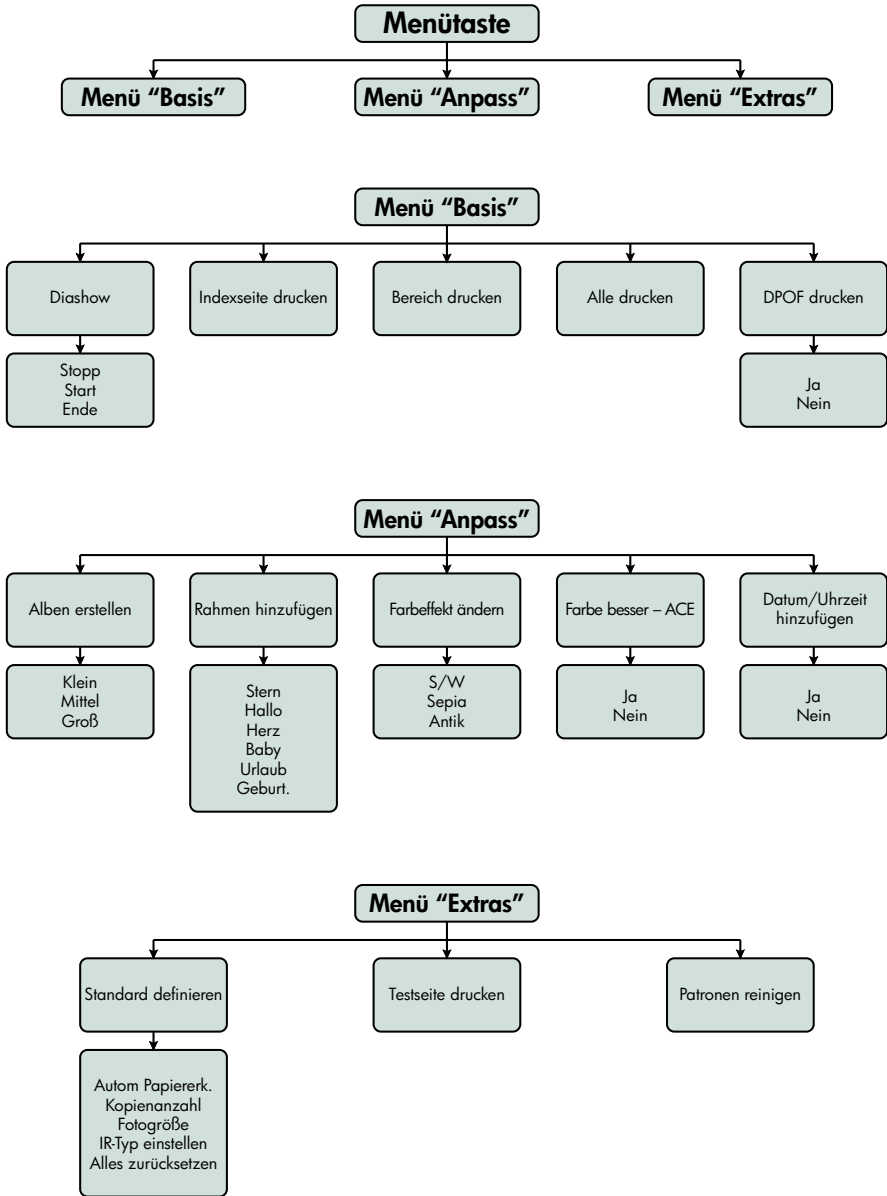 Menütaste
Menü “Basis”
Menü “Anpass”
Menü “Extras”
Menü “Basis”
Diashow
Indexseite drucken
Bereich drucken
Alle drucken
DPOF drucken
Stopp
Start
Ende
Ja
Nein
Menü “Anpass”
Alben erstellen
Rahmen hinzufügen
Farbeffekt ändern
Farbe besser – ACE
Datum/Uhrzeit
hinzufügen
Klein
Mittel
Groß
Stern
Hallo
Herz
Baby
Urlaub
Geburt.
S/W
Sepia
Antik
Ja
Nein
Ja
Nein
Menü “Extras”
Standard definieren
Testseite drucken
Patronen reinigen
Autom Papiererk.
Kopienanzahl
Fotogröße
IR-Typ einstellen
Alles zurücksetzen